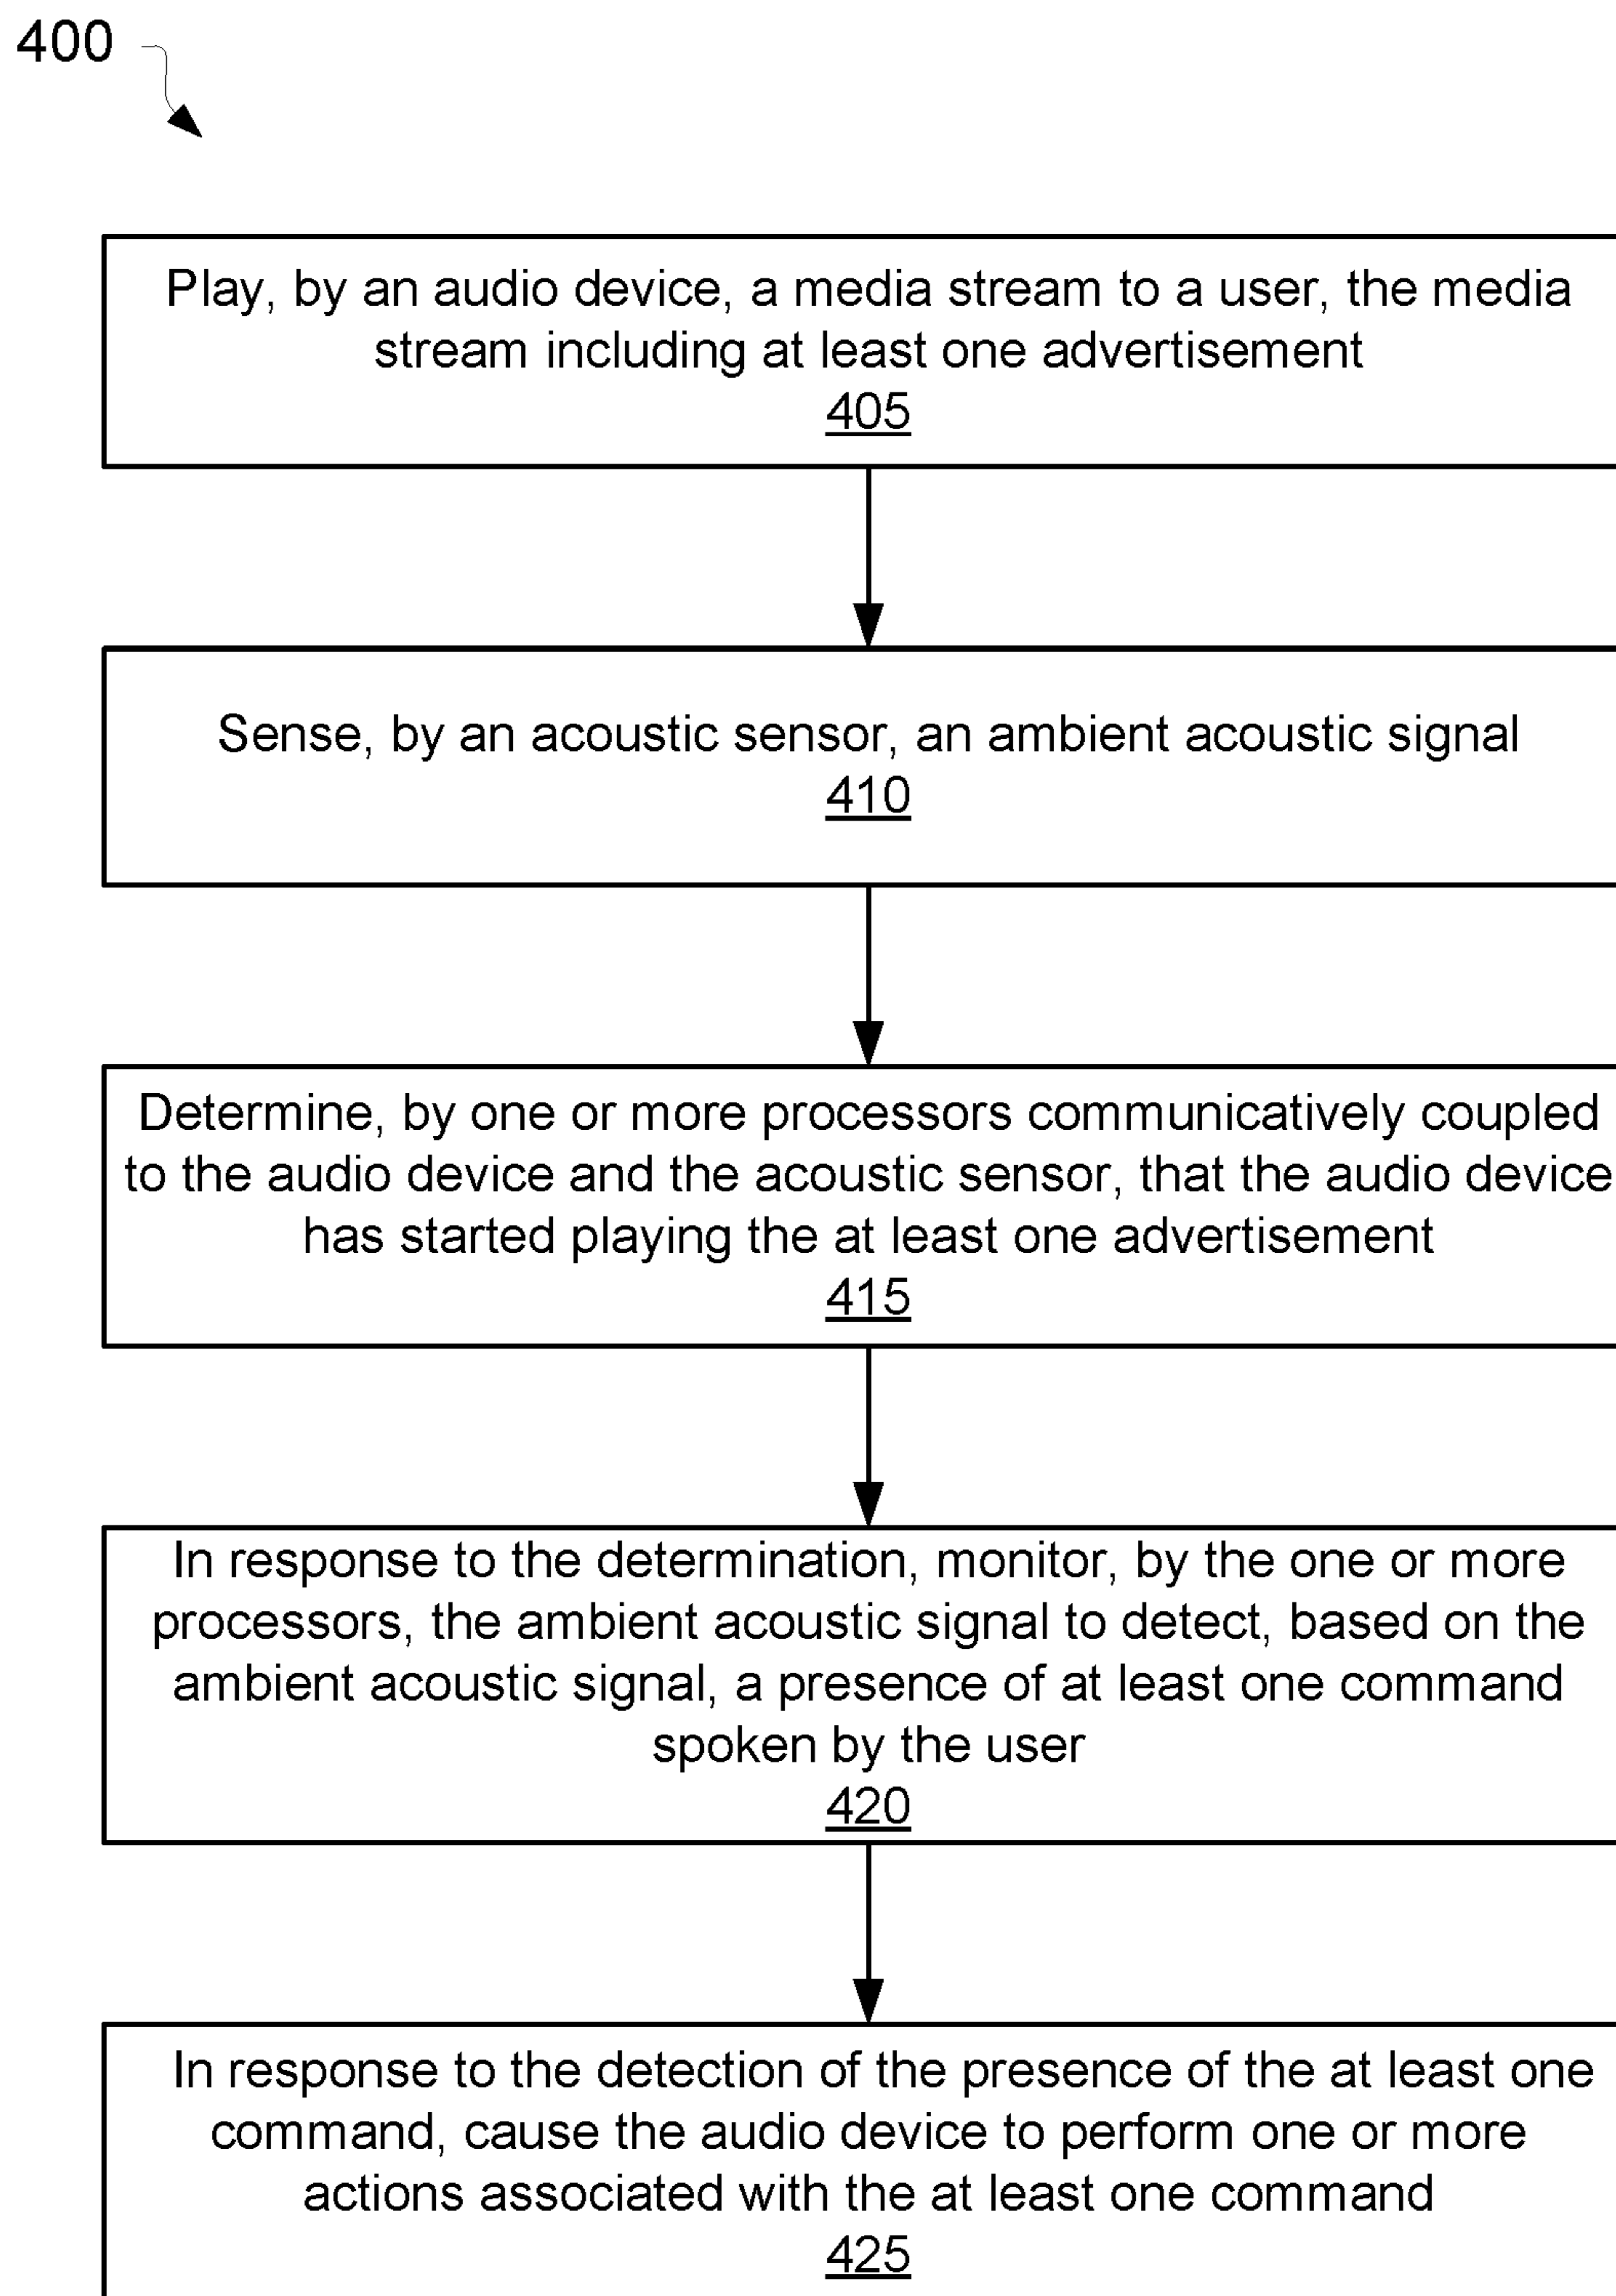 400
Play, by an audio device, a media stream to a user, the media
stream including at least one advertisement
405
Sense, by an acoustic sensor, an ambient acoustic signal
410
Determine, by one or more processors communicatively coupled
to the audio device and the acoustic sensor, that the audio device
has started playing the at least one advertisement
415
In response to the determination, monitor, by the one or more
processors, the ambient acoustic signal to detect, based on the
ambient acoustic signal, a presence of at least one command
spoken by the user
420
In response to the detection of the presence of the at least one
command, cause the audio device to perform one or more
actions associated with the at least one command
425